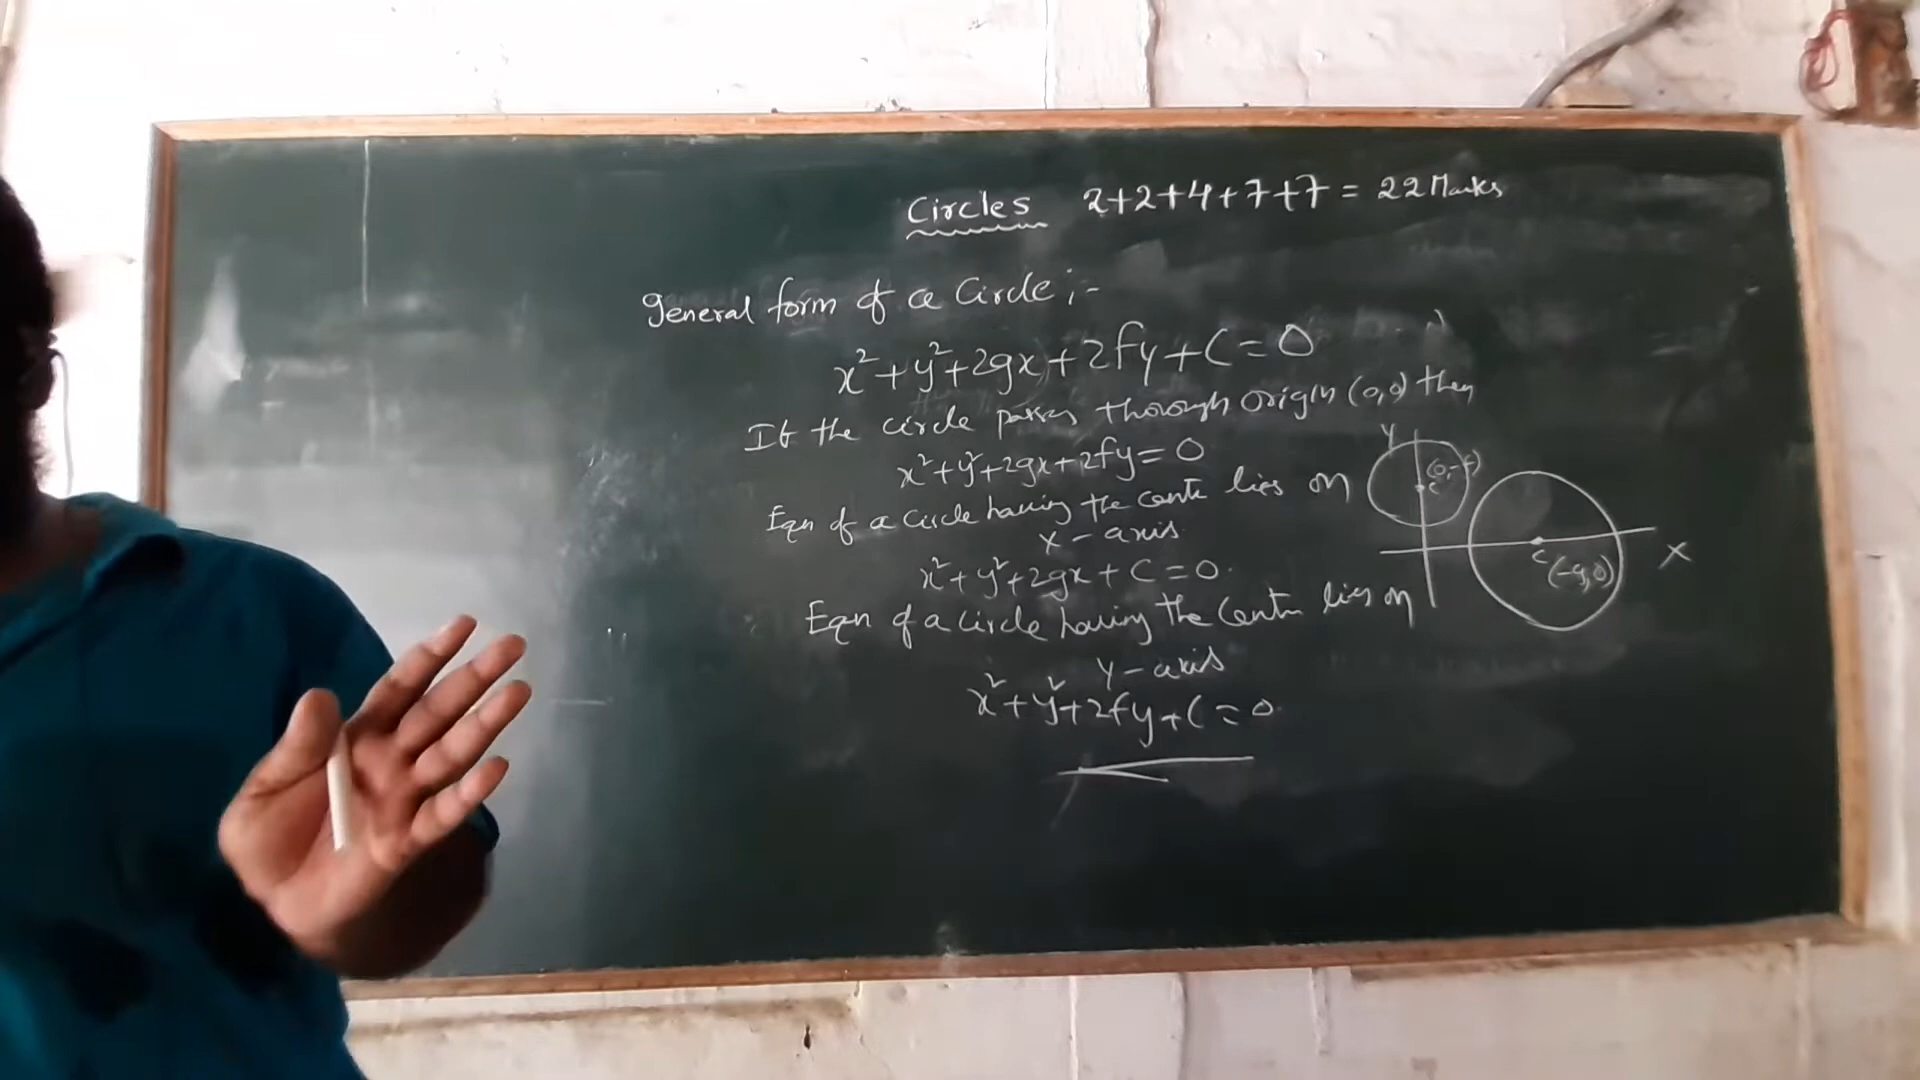 Circles 2+2+4+7+7 = 22 Marks
General form of a Circle ;-
x²+y²+2gx+2fy+C=0
If the circle passes thorough origin (0,0) then
x²+y²+2gx+2fy=0
Eqn of a Circle having the centre lies on
X-axis
x²+y²+2gx+C=0.
Eqn of a circle having the Centre lies on
Y-axis
x²+y²+2fy+C=0
Y
(0,-f)
C
C
(-g,0)
X